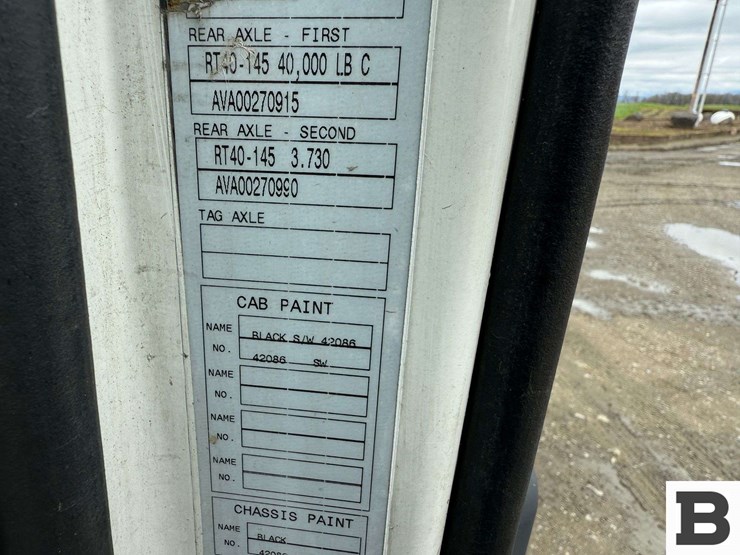 REAR AXLE - FIRST
RT40-145 40,000 LB C
AVA00270915
REAR AXLE - SECOND
RT40-145 3.730
AVA00270990
TAG AXLE
CAB PAINT
NAME BLACK S/W 42086
NO. 42086 SW
NAME
NO.
NAME
NO.
NAME
NO.
CHASSIS PAINT
NAME BLACK
NO. 42086
B